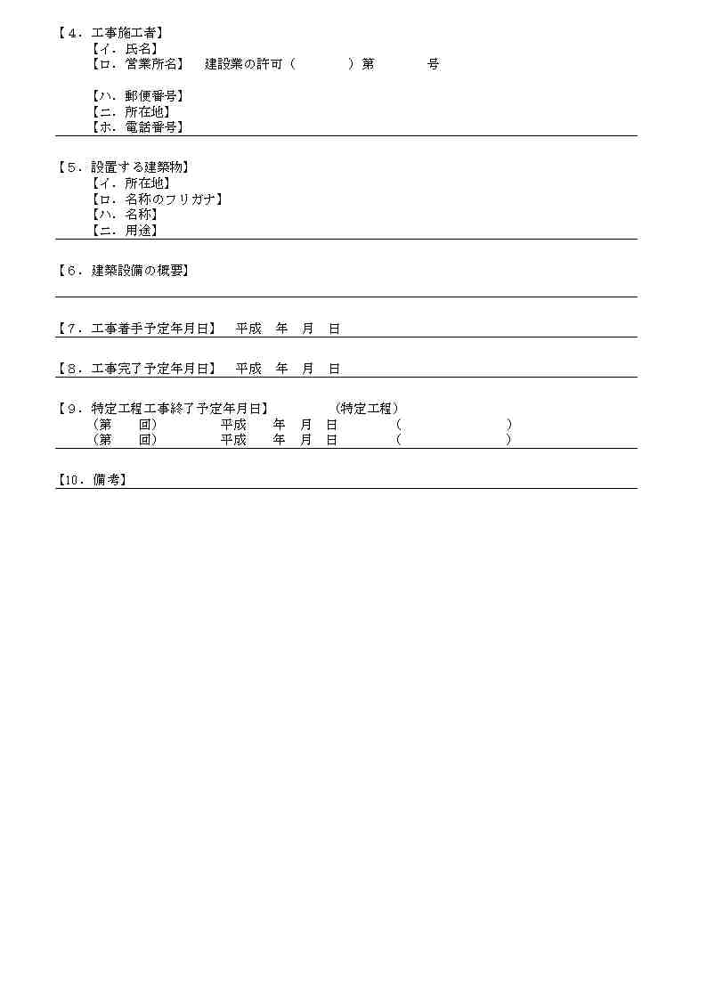 【４．工事施工者】
【イ．氏名】
【ロ．営業所名】　建設業の許可（　　　　）第　　　　号
【ハ．郵便番号】
【ニ．所在地】
【ホ．電話番号】
【５．設置する建築物】
【イ．所在地】
【ロ．名称のフリガナ】
【ハ．名称】
【ニ．用途】
【６．建築設備の概要】
【７．工事着手予定年月日】　平成　年　月　日
【８．工事完了予定年月日】　平成　年　月　日
【９．特定工程工事終了予定年月日】　　　　　（特定工程）
（第　　回）　　　　　平成　　年　月　日　　　　（　　　　　　　　）
（第　　回）　　　　　平成　　年　月　日　　　　（　　　　　　　　）
【10．備考】